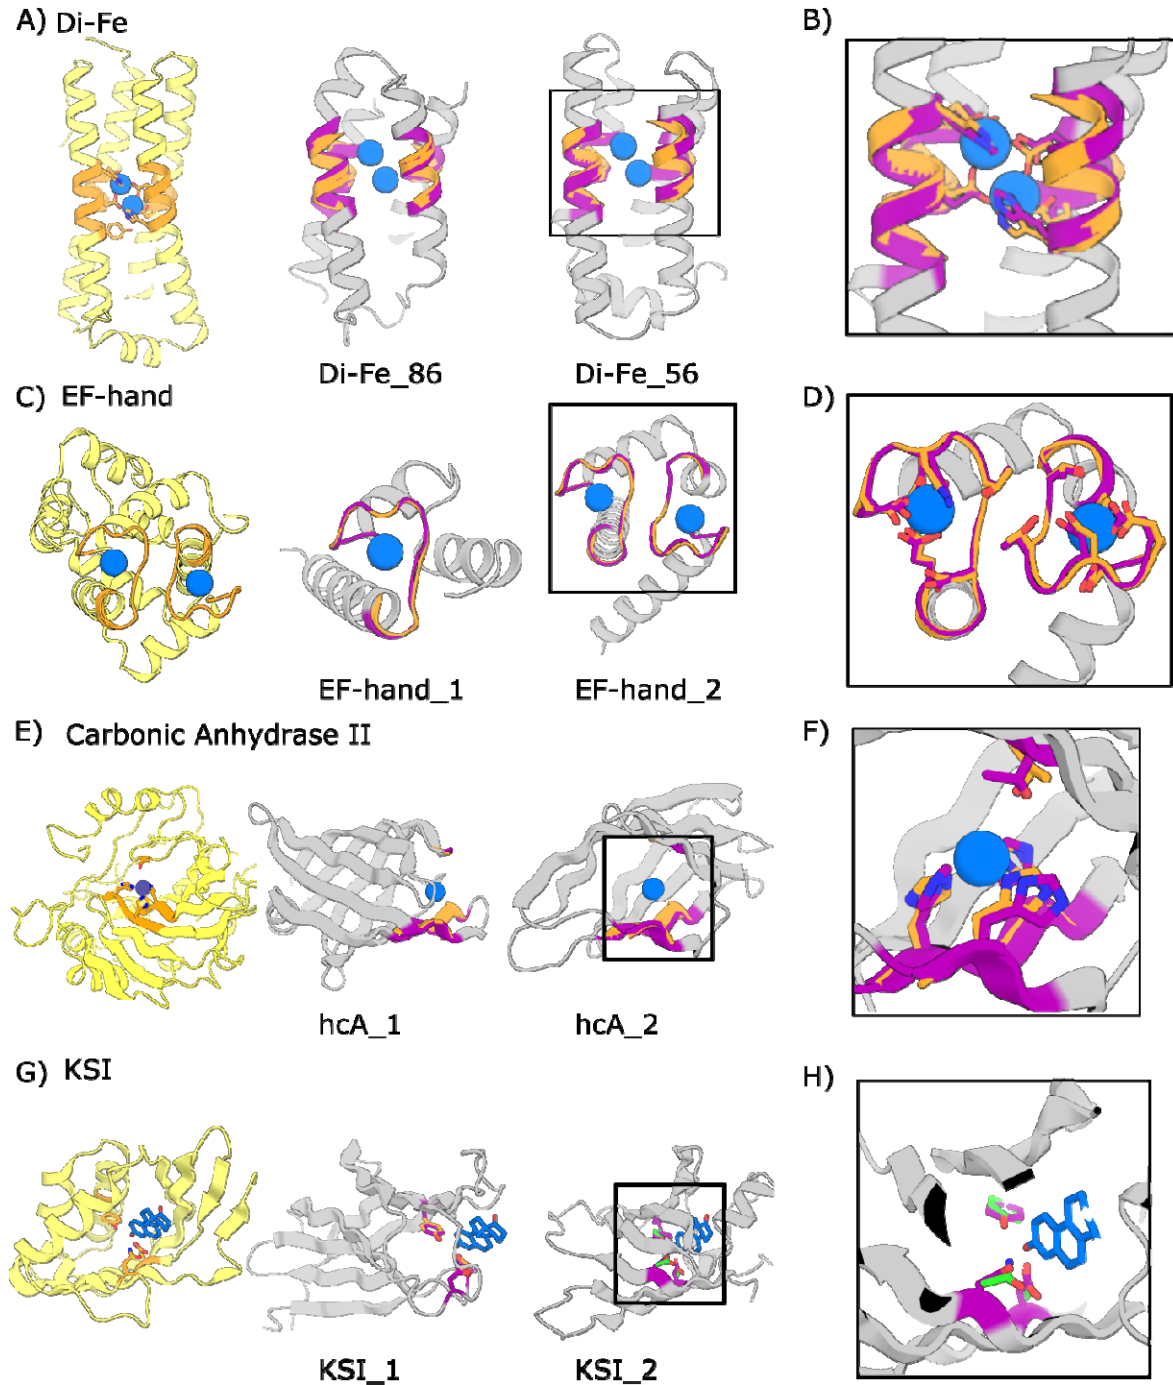 A) Di-Fe
B)
Di-Fe_86
Di-Fe_56
C) EF-hand
D)
EF-hand_1
EF-hand_2
E) Carbonic Anhydrase II
F)
hcA_1
hcA_2
G) KSI
H)
KSI_1
KSI_2